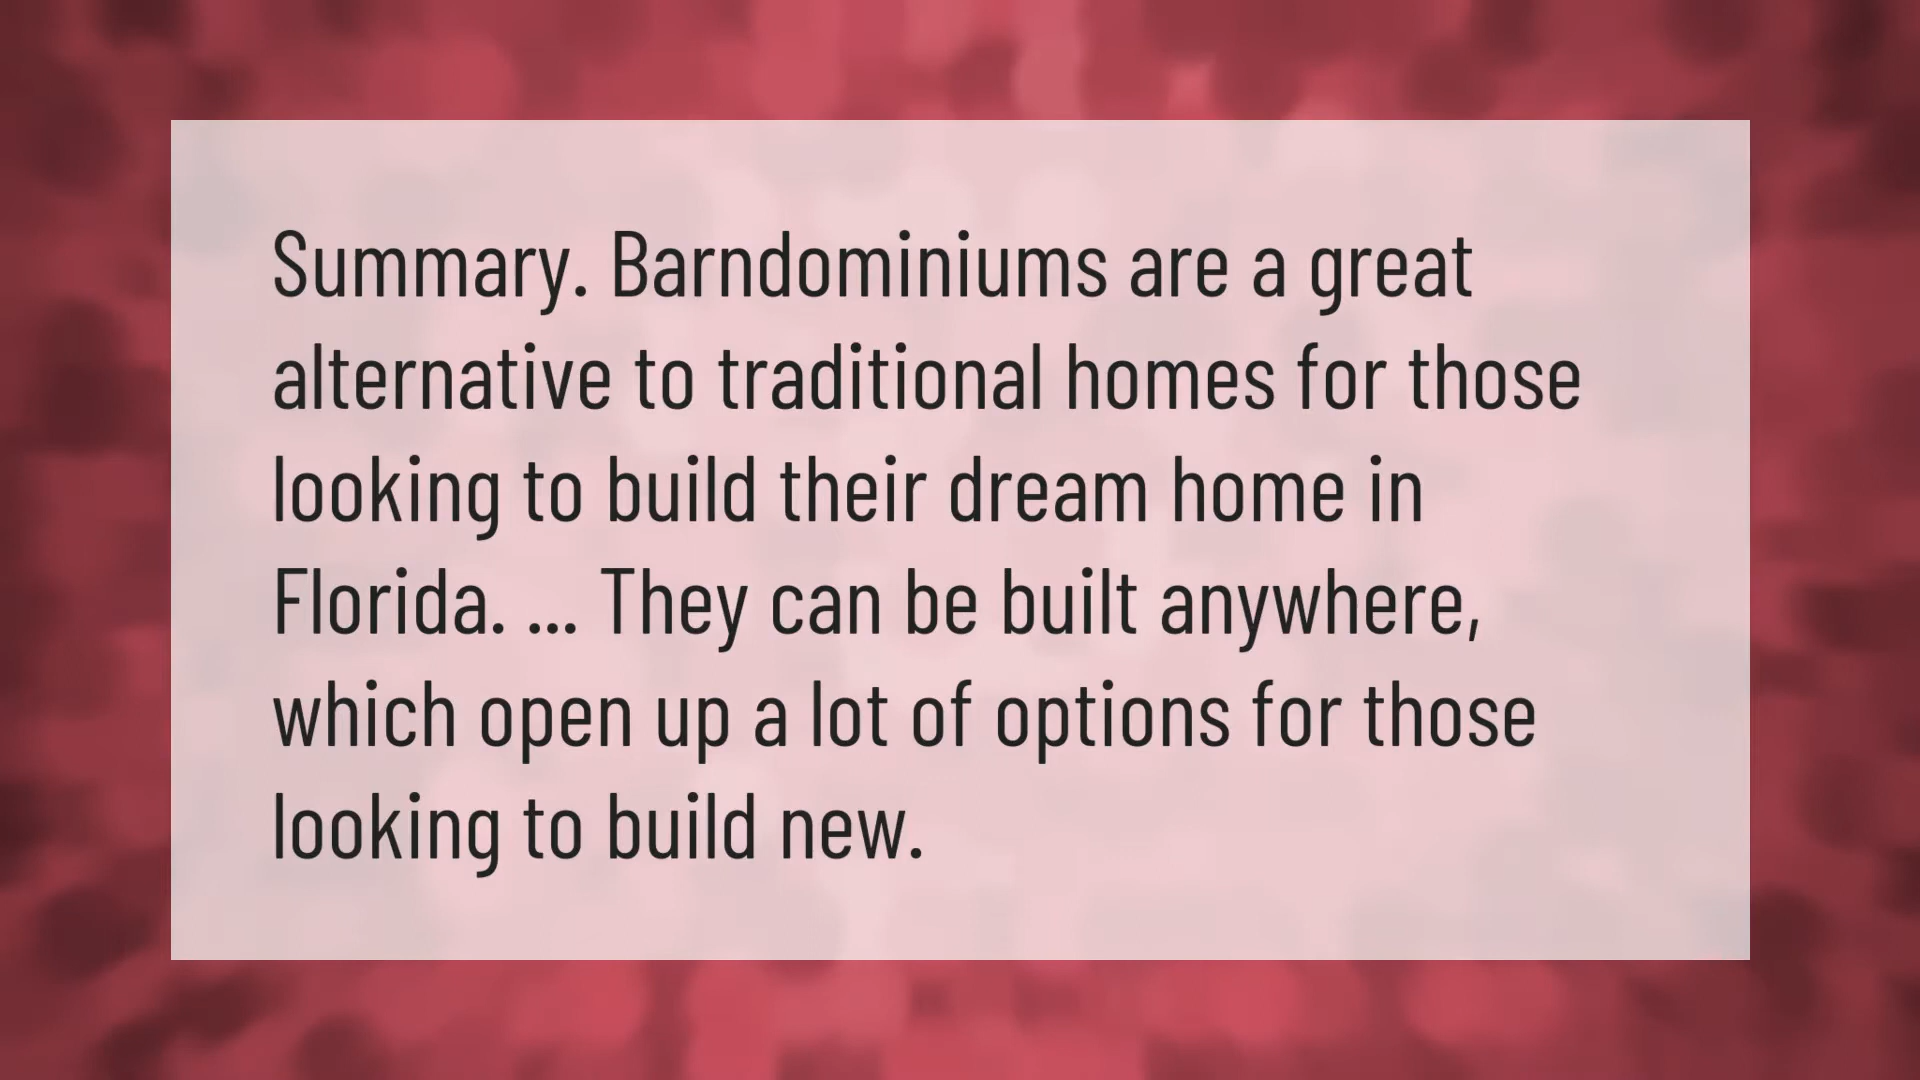 Summary. Barndominiums are a great
alternative to traditional homes for those
looking to build their dream home in
Florida. ... They can be built anywhere,
which open up a lot of options for those
looking to build new.